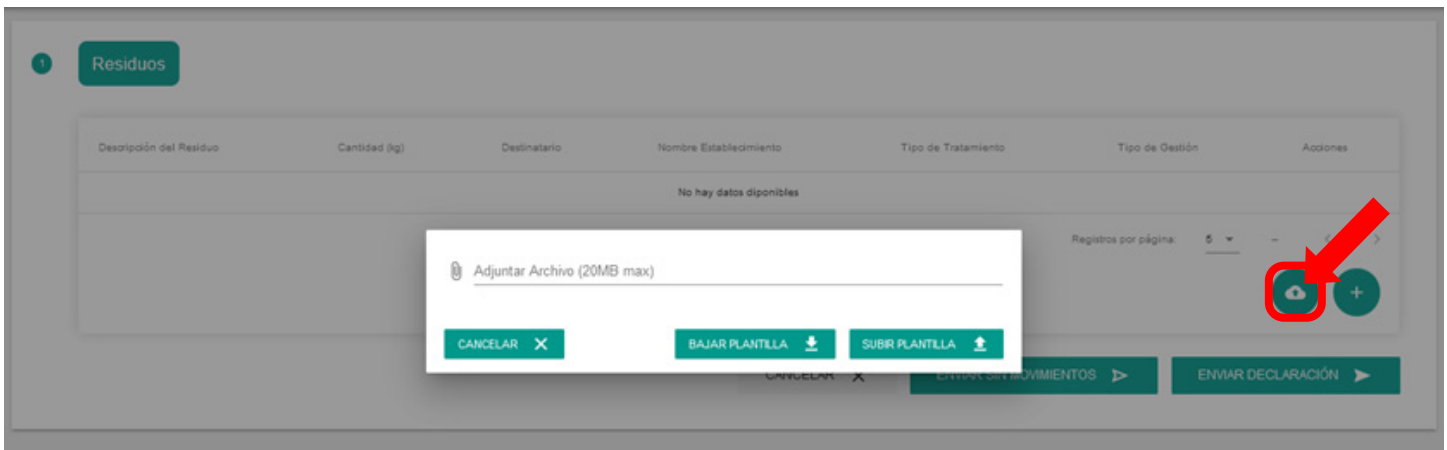 1 Residuos
Descripción del Residuo Cantidad (kg) Destinatario Nombre Establecimiento Tipo de Tratamiento Tipo de Gestión Acciones
No hay datos diponibles
Registros por página: 5 –
Adjuntar Archivo (20MB max)
CANCELAR BAJAR PLANTILLA SUBIR PLANTILLA
CANCELAR ENVIAR SIN MOVIMIENTOS ENVIAR DECLARACIÓN